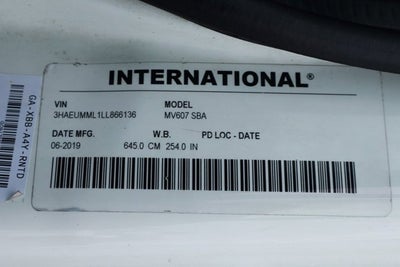 INTERNATIONAL®
VIN MODEL
3HAEUMML1LL866136 MV607 SBA
DATE MFG. W.B. PD LOC - DATE
06-2019 645.0 CM 254.0 IN
GA-XBB-A4Y-RNTD